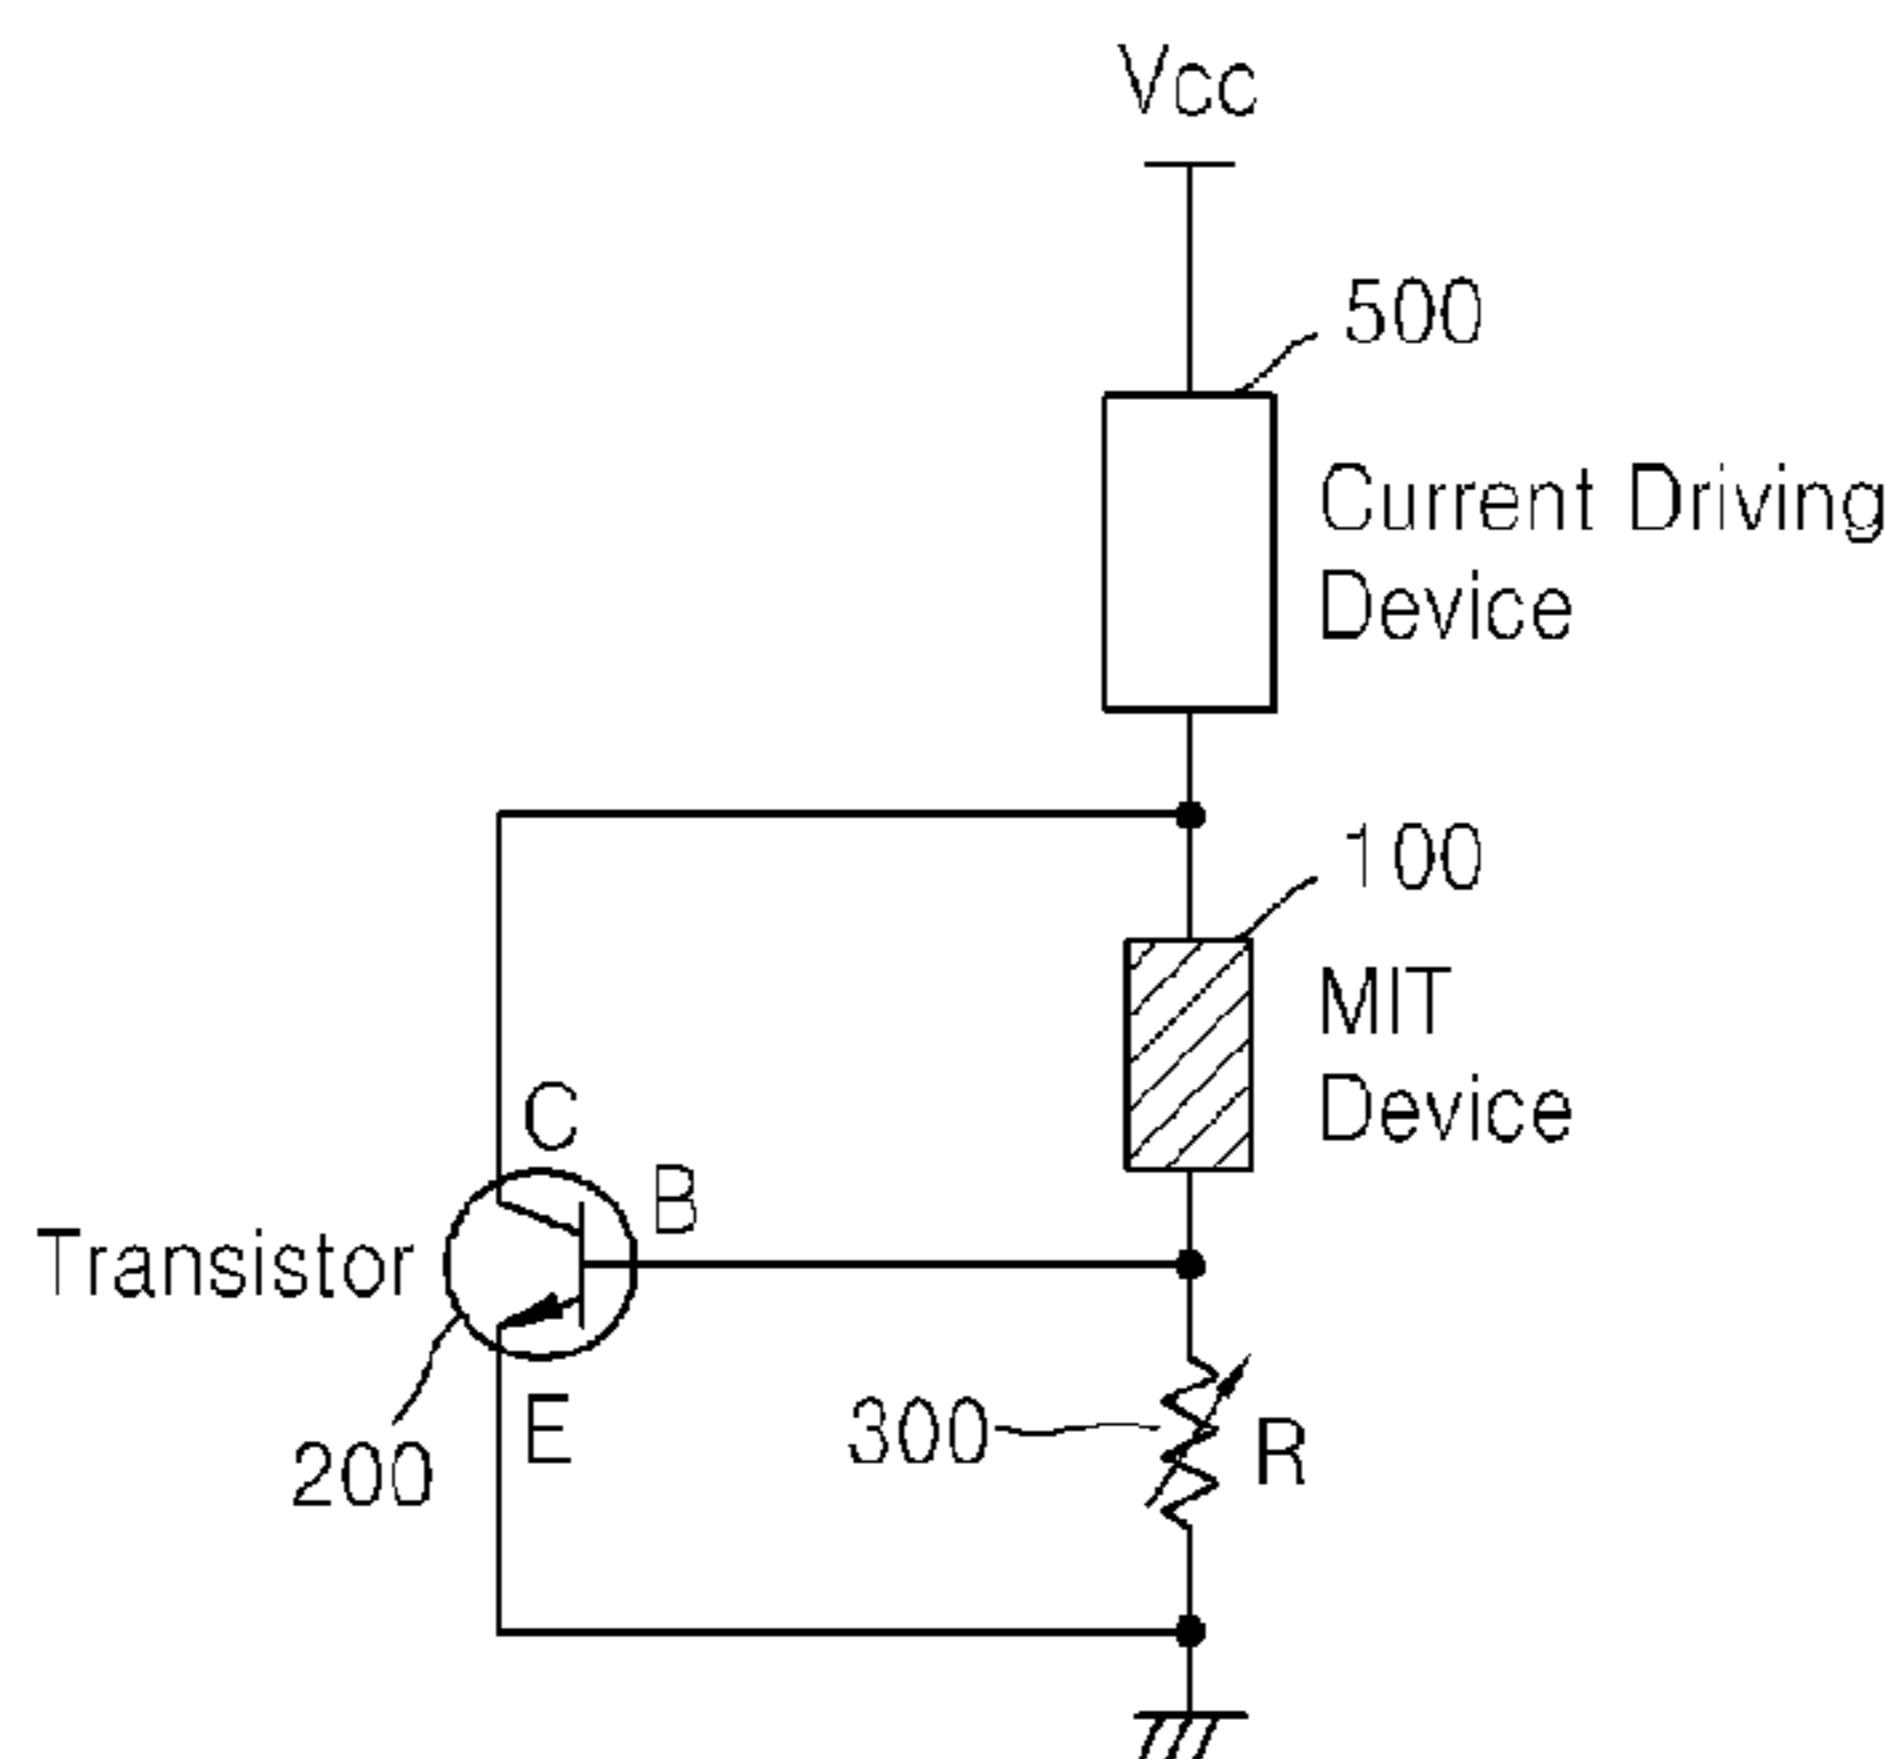 Vcc
500
Current Driving
Device
100
MIT
Device
C
B
Transistor
E
200
300
R